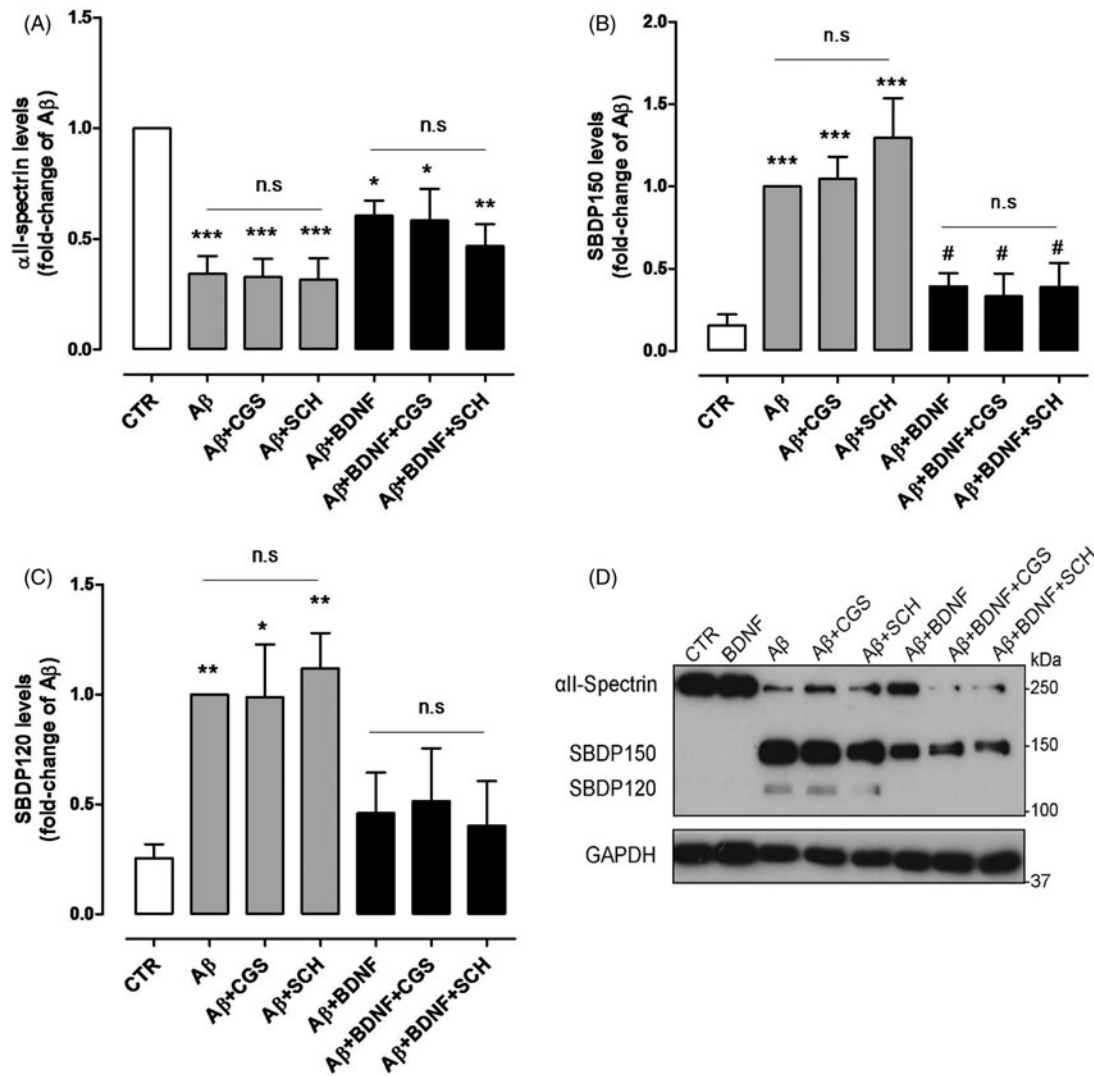 (A)
αII-spectrin levels
(fold-change of Aβ)
1.5
1.0
0.5
0.0
n.s
n.s
***
***
***
*
*
**
CTR
Aβ
Aβ+CGS
Aβ+SCH
Aβ+BDNF
Aβ+BDNF+CGS
Aβ+BDNF+SCH
(B)
SBDP150 levels
(fold-change of Aβ)
2.0
1.5
1.0
0.5
0.0
n.s
***
***
***
n.s
#
#
#
CTR
Aβ
Aβ+CGS
Aβ+SCH
Aβ+BDNF
Aβ+BDNF+CGS
Aβ+BDNF+SCH
(C)
SBDP120 levels
(fold-change of Aβ)
1.5
1.0
0.5
0.0
n.s
**
*
**
n.s
CTR
Aβ
Aβ+CGS
Aβ+SCH
Aβ+BDNF
Aβ+BDNF+CGS
Aβ+BDNF+SCH
(D)
CTR
BDNF
Aβ
Aβ+CGS
Aβ+SCH
Aβ+BDNF
Aβ+BDNF+CGS
Aβ+BDNF+SCH
kDa
αII-Spectrin
250
SBDP150
150
SBDP120
100
GAPDH
37